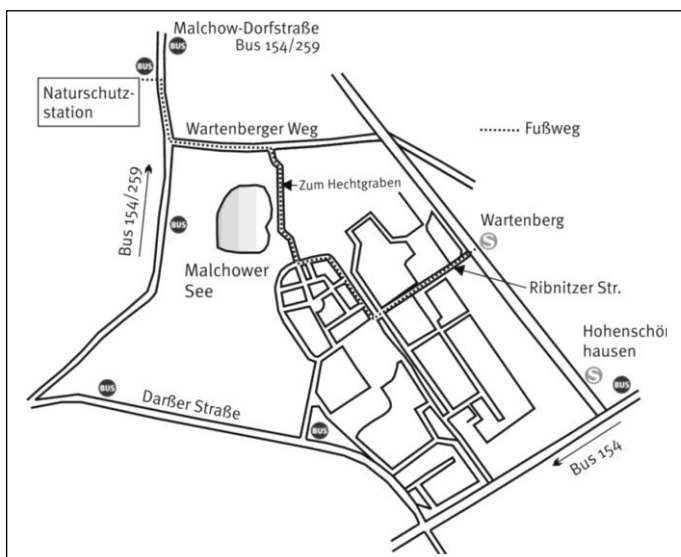 Malchow-Dorfstraße
Bus 154/259
BUS
BUS
Naturschutz-
station
Wartenberger Weg
Fußweg
Zum Hechtgraben
Bus 154/259
BUS
Wartenberg
S
Malchower
See
Ribnitzer Str.
Hohenschön
hausen
S
BUS
BUS
Darßer Straße
BUS
Bus 154